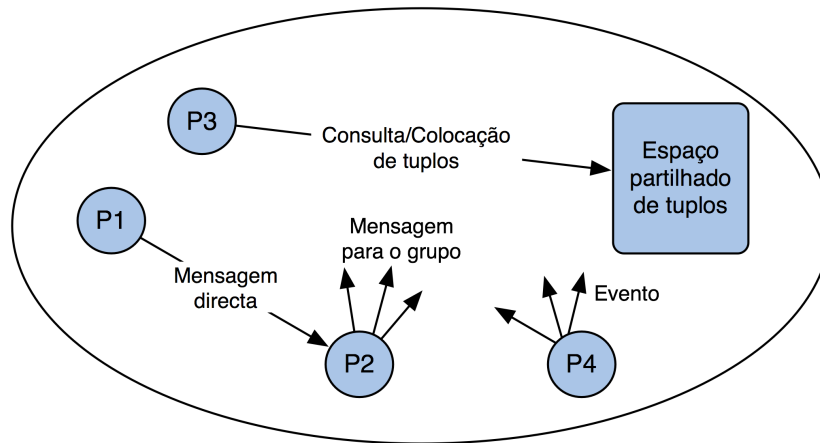 P3
Consulta/Colocação
de tuplos
Espaço
partilhado
de tuplos
P1
Mensagem
directa
Mensagem
para o grupo
Evento
P2
P4